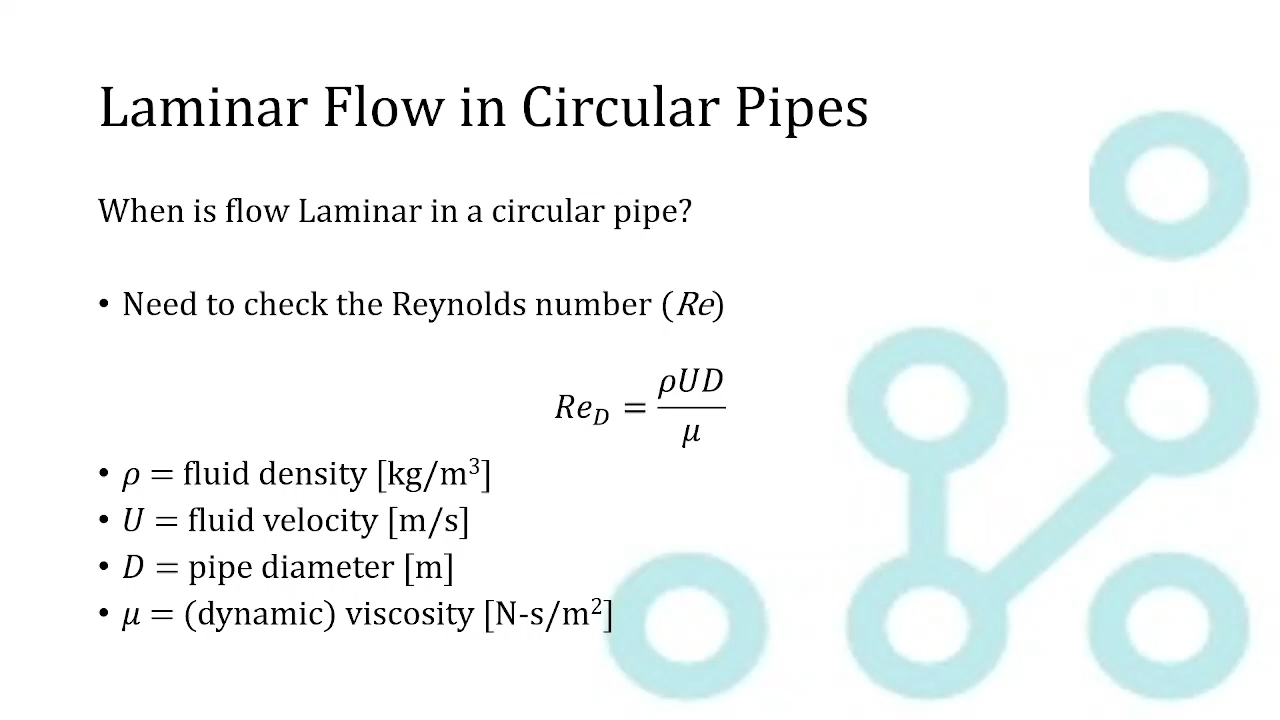 Laminar Flow in Circular Pipes
When is flow Laminar in a circular pipe?
• Need to check the Reynolds number (Re)
Re_D = ρUD/μ
• ρ = fluid density [kg/m³]
• U = fluid velocity [m/s]
• D = pipe diameter [m]
• μ = (dynamic) viscosity [N-s/m²]